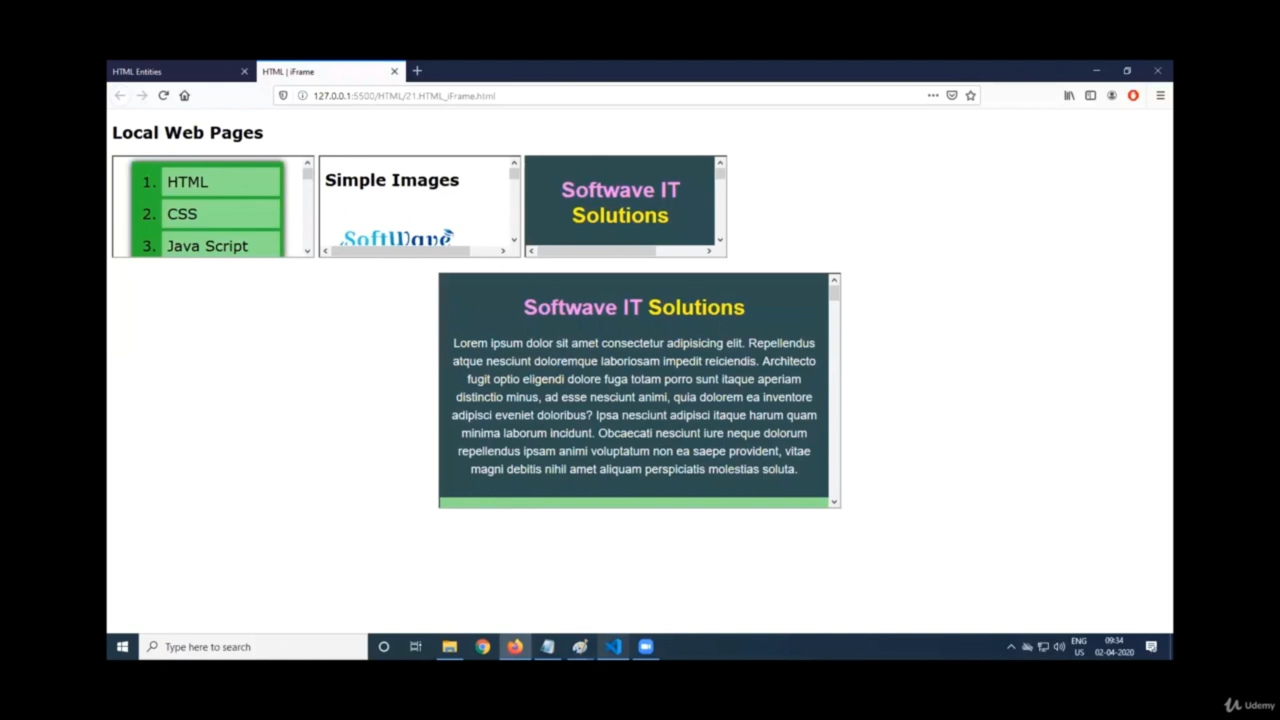 HTML Entities
HTML | iFrame
127.0.0.1:5500/HTML/21.HTML_iFrame.html
Local Web Pages
1. HTML
2. CSS
3. Java Script
Simple Images
SoftWave
Softwave IT
Solutions
Softwave IT Solutions
Lorem ipsum dolor sit amet consectetur adipisicing elit. Repellendus
atque nesciunt doloremque laboriosam impedit reiciendis. Architecto
fugit optio eligendi dolore fuga totam porro sunt itaque aperiam
distinctio minus, ad esse nesciunt animi, quia dolorem ea inventore
adipisci eveniet doloribus? Ipsa nesciunt adipisci itaque harum quam
minima laborum incidunt. Obcaecati nesciunt iure neque dolorum
repellendus ipsam animi voluptatum non ea saepe provident, vitae
magni debitis nihil amet aliquam perspiciatis molestias soluta.
Type here to search
ENG
US
09:34
02-04-2020
Udemy